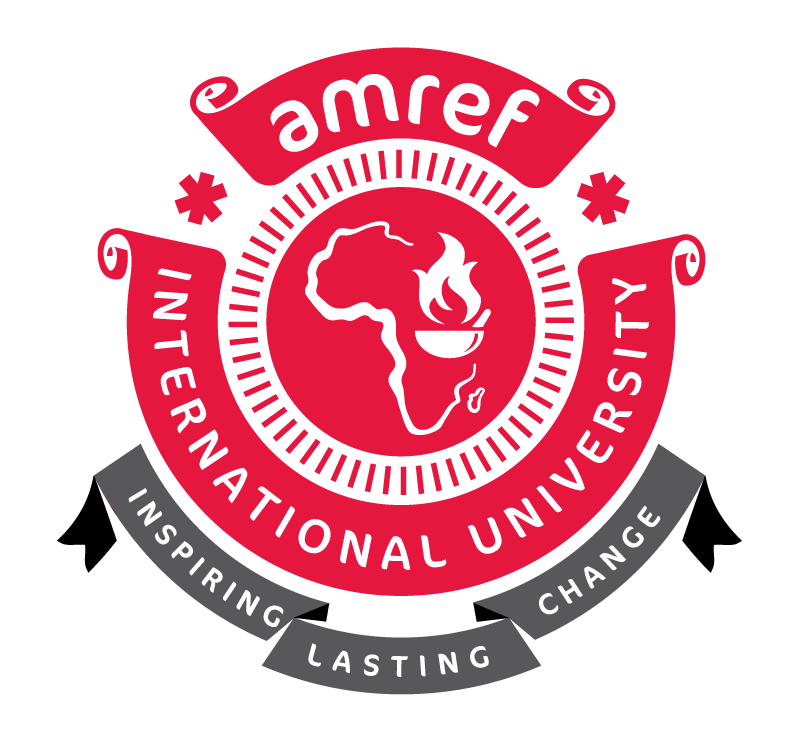 amref
INTERNATIONAL UNIVERSITY
INSPIRING
LASTING
CHANGE